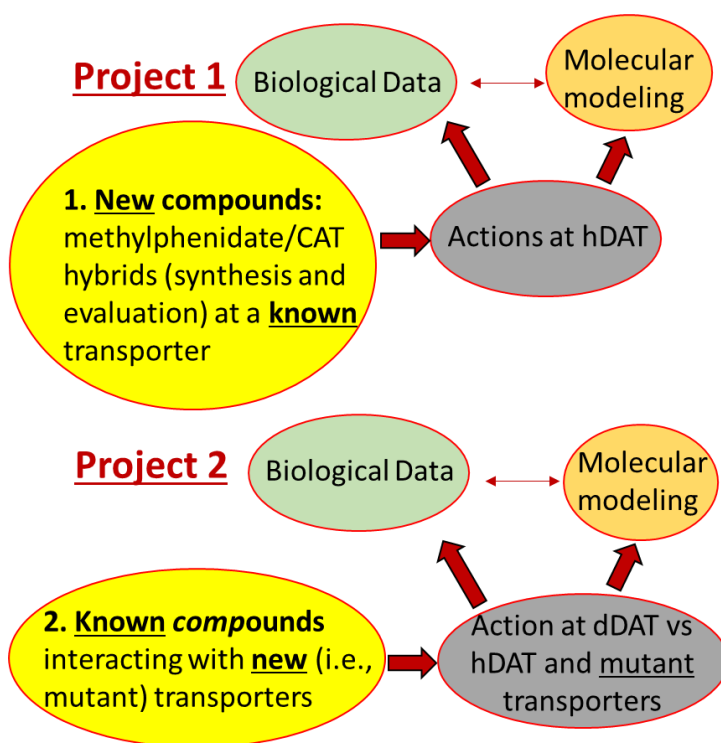 Project 1
Biological Data
Molecular
modeling
1. New compounds:
methylphenidate/CAT
hybrids (synthesis and
evaluation) at a known
transporter
Actions at hDAT
Project 2
Biological Data
Molecular
modeling
2. Known compounds
interacting with new (i.e.,
mutant) transporters
Action at dDAT vs
hDAT and mutant
transporters